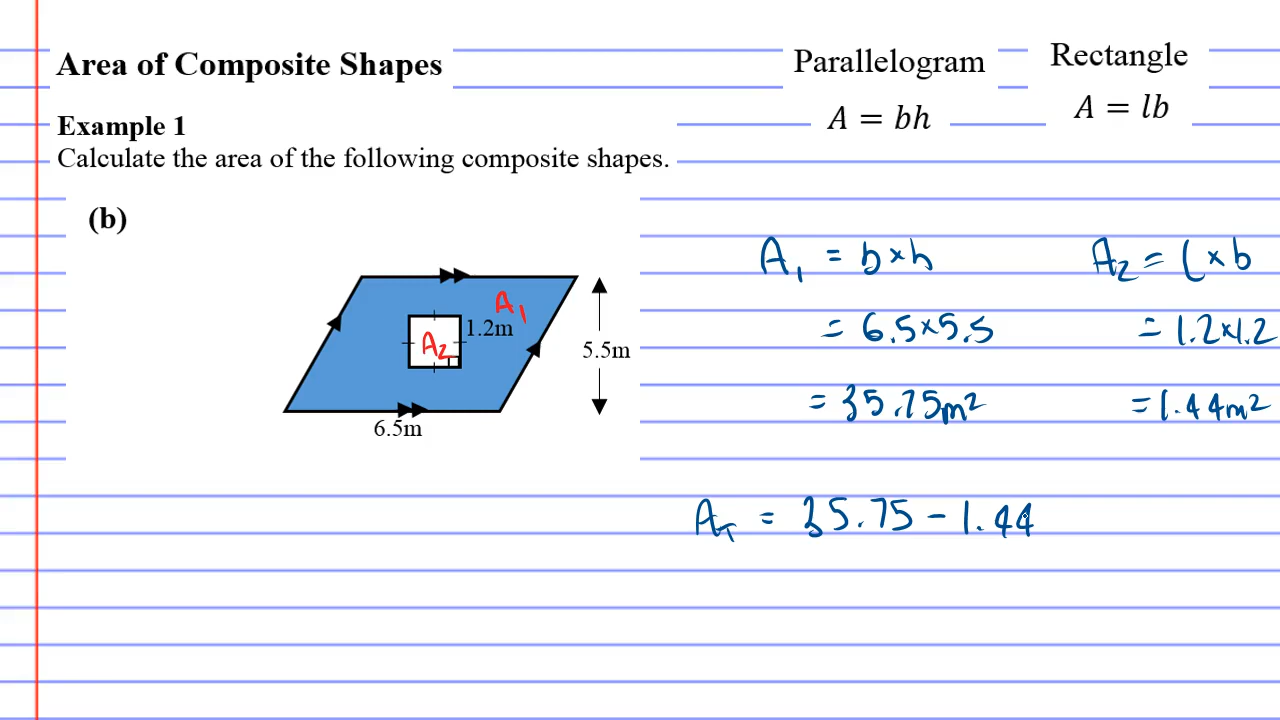 Area of Composite Shapes
Parallelogram
Rectangle
A = bh
A = lb
Example 1
Calculate the area of the following composite shapes.
(b)
A₁
A₂
1.2m
5.5m
6.5m
A₁ = b×h
= 6.5×5.5
= 35.75m²
A₂ = l×b
= 1.2×1.2
= 1.44m²
A_T = 35.75 - 1.44